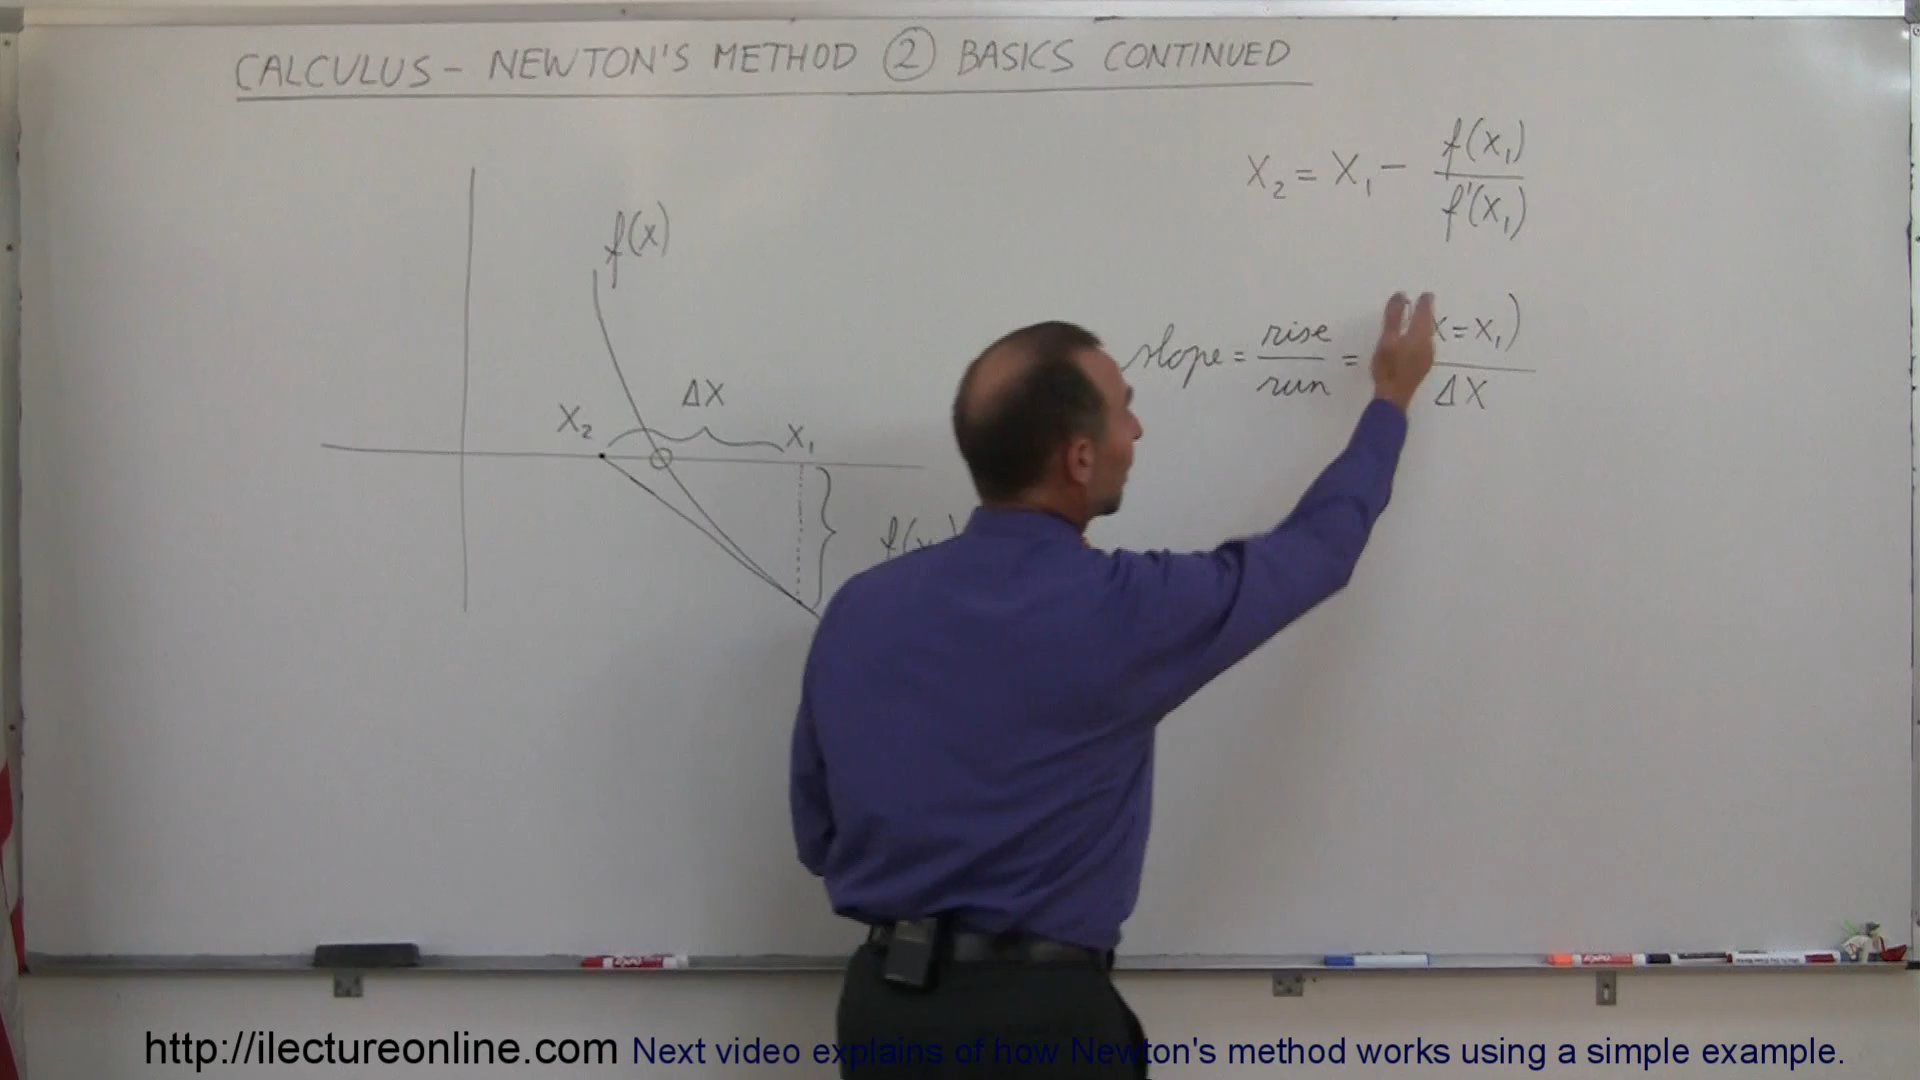 CALCULUS - NEWTON'S METHOD ② BASICS CONTINUED
X₂ = X₁ - f(X₁)
f'(X₁)
f(x)
slope = rise = x = x₁)
run ΔX
ΔX
X₂ X₁
http://ilectureonline.com Next video explains of how Newton's method works using a simple example.